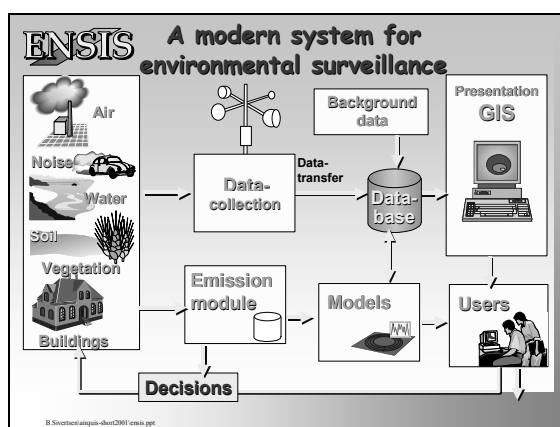 ENSIS
A modern system for
environmental surveillance
Air
Noise
Water
Soil
Vegetation
Buildings
Data-
collection
Data-
transfer
Background
data
Data-
base
Presentation
GIS
Emission
module
Models
Users
Decisions
B.Sivertsen\airquis-short2001\ensis.ppt